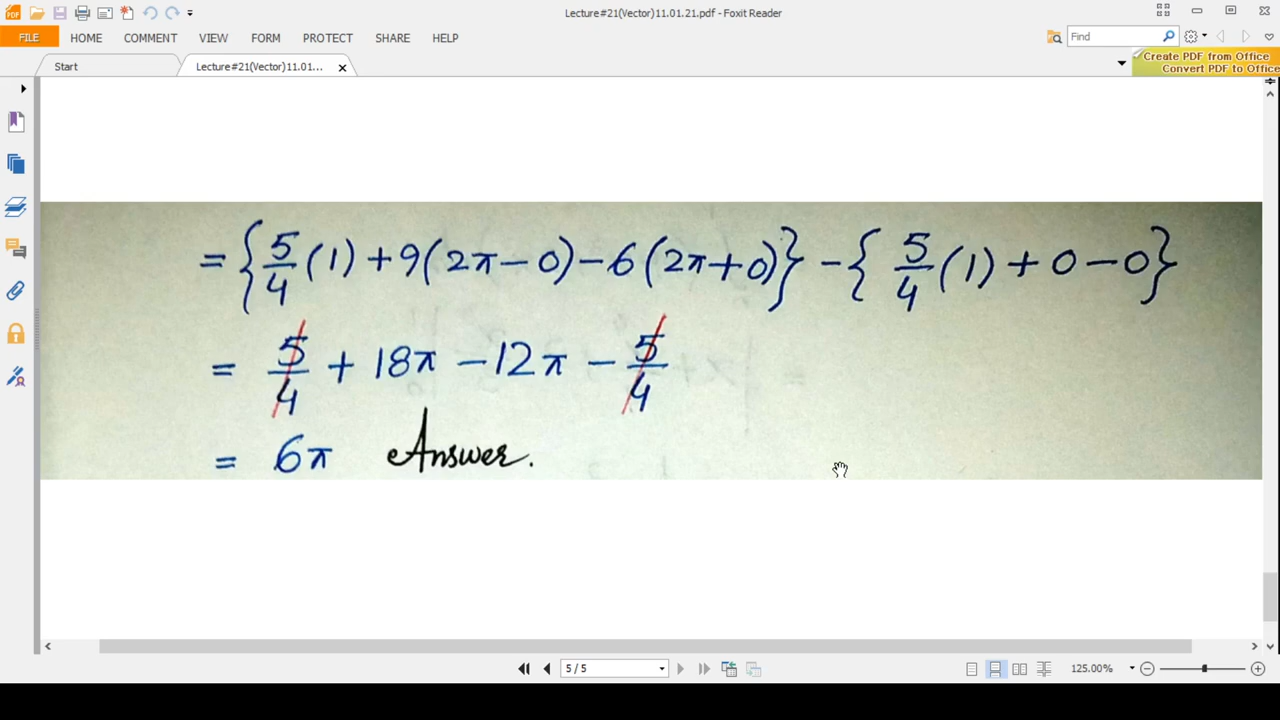 Lecture#21(Vector)11.01.21.pdf - Foxit Reader
FILE HOME COMMENT VIEW FORM PROTECT SHARE HELP
Find
Create PDF from Office
Convert PDF to Office
Start
Lecture#21(Vector)11.01...
= {5/4 (1) + 9(2π − 0) − 6(2π + 0)} − {5/4 (1) + 0 − 0}
= 5/4 + 18π − 12π − 5/4
= 6π Answer.
5 / 5
125.00%